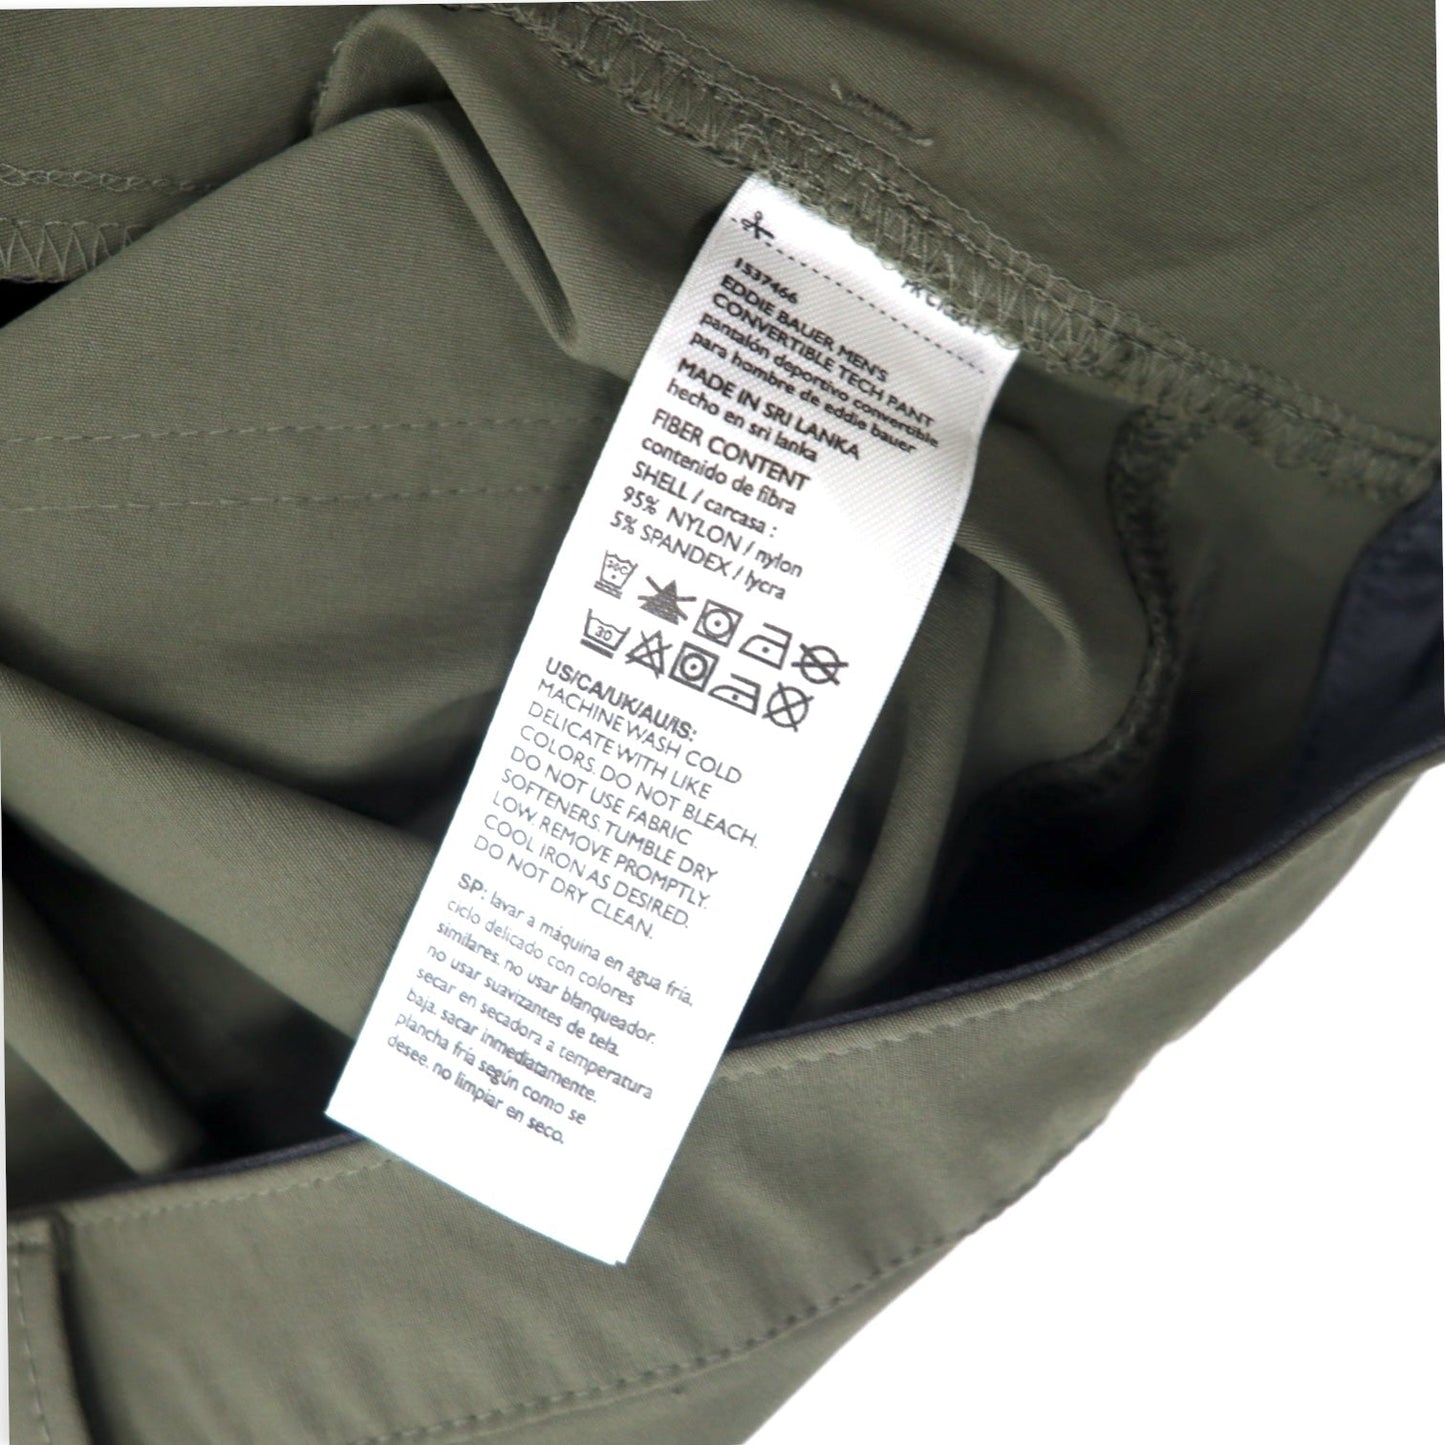 1537466
EDDIE BAUER MEN'S
CONVERTIBLE TECH PANT
pantalón deportivo convertible
para hombre de eddie bauer
MADE IN SRI LANKA
hecho en sri lanka
FIBER CONTENT
contenido de fibra
SHELL / carcasa :
95% NYLON / nylon
5% SPANDEX / lycra
30C
30
US/CA/UK/AU/IS:
MACHINE WASH COLD
DELICATE WITH LIKE
COLORS. DO NOT BLEACH.
DO NOT USE FABRIC
SOFTENERS. TUMBLE DRY
LOW. REMOVE PROMPTLY.
COOL IRON AS DESIRED.
DO NOT DRY CLEAN.
SP: lavar a máquina en agua fría.
ciclo delicado con colores
similares. no usar blanqueador.
no usar suavizantes de tela.
secar en secadora a temperatura
baja. sacar inmediatamente.
plancha fría según como se
desee. no limpiar en seco.